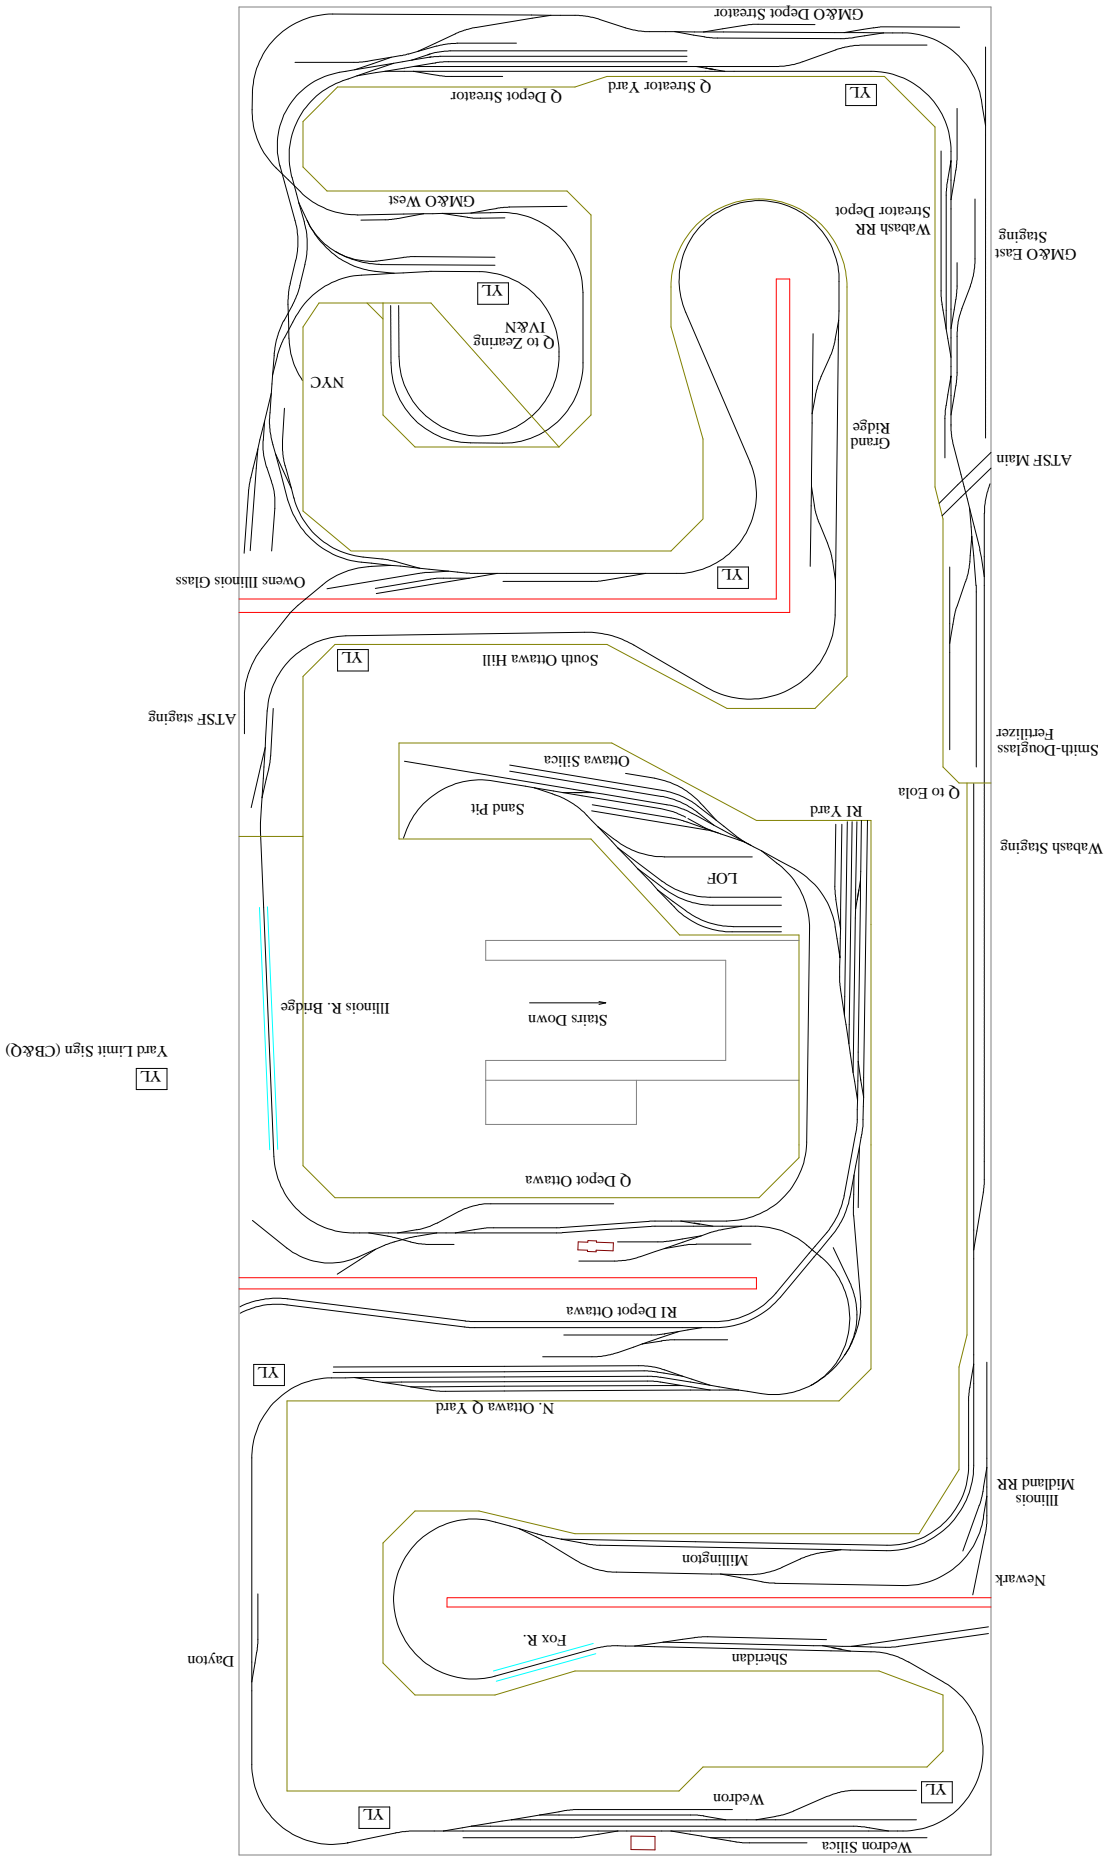 Wedron Silica
YL
YL
Wedron
Dayton
Sheridan
Fox R.
Newark
Millington
Illinois
Midland RR
N. Ottawa Q Yard
YL
RI Depot Ottawa
Q Depot Ottawa
YL
Yard Limit Sign (CB&Q)
Stairs Down
Illinois R. Bridge
LOF
Wabash Staging
RI Yard
Sand Pit
Q to Eola
Ottawa Silica
Smith-Douglass
Fertilizer
ATSF staging
South Ottawa Hill
YL
Owens Illinois Glass
YL
ATSF Main
Grand
Ridge
NYC
Q to Zearing
IV&N
YL
GM&O East
Staging
Wabash RR
Streator Depot
GM&O West
Q Depot Streator
Q Streator Yard
YL
GM&O Depot Streator